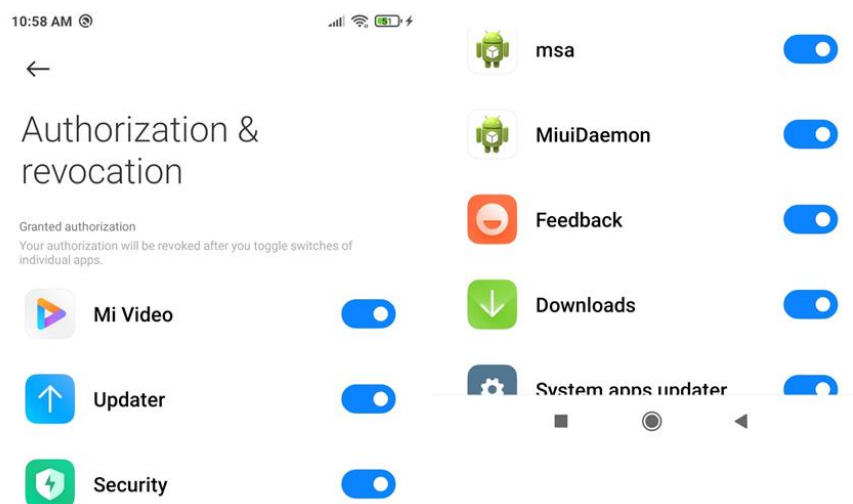 10:58 AM
51
Authorization &
revocation
Granted authorization
Your authorization will be revoked after you toggle switches of
individual apps.
Mi Video
Updater
Security
msa
MiuiDaemon
Feedback
Downloads
System apps updater